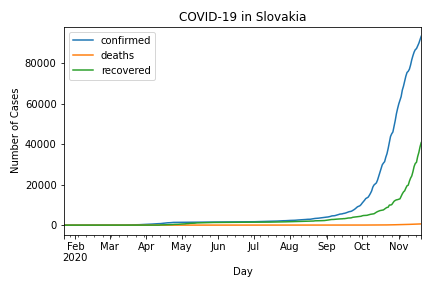 COVID-19 in Slovakia
confirmed
deaths
recovered
Number of Cases
80000
60000
40000
20000
0
Feb Mar Apr May Jun Jul Aug Sep Oct Nov
2020
Day